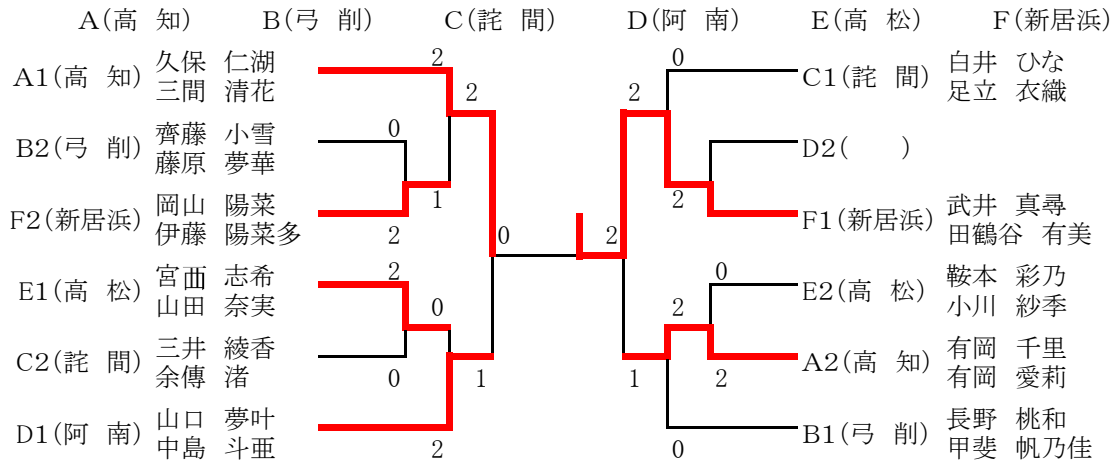 A(高 知) B(弓 削) C(詫 間) D(阿 南) E(高 松) F(新居浜)
A1(高 知) 久保 仁湖
三間 清花
B2(弓 削) 齊藤 小雪
藤原 夢華
F2(新居浜) 岡山 陽菜
伊藤 陽菜多
E1(高 松) 宮皿 志希
山田 奈実
C2(詫 間) 三井 綾香
余傳 渚
D1(阿 南) 山口 夢叶
中島 斗亜
2
2
0
1
2
0
2
0
1
0
2
2
0
2
2
0
2
1
2
0
C1(詫 間) 白井 ひな
足立 衣織
D2( )
F1(新居浜) 武井 真尋
田鶴谷 有美
E2(高 松) 鞍本 彩乃
小川 紗季
A2(高 知) 有岡 千里
有岡 愛莉
B1(弓 削) 長野 桃和
甲斐 帆乃佳